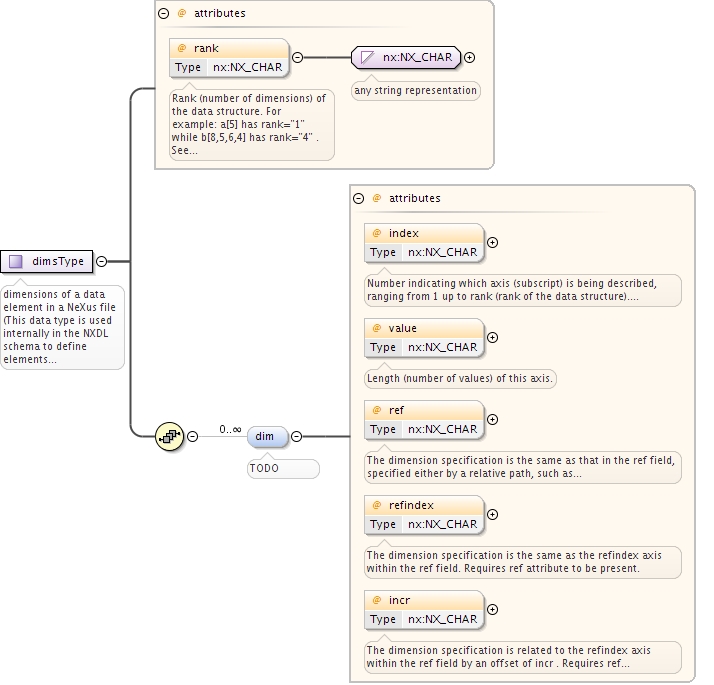 @ attributes
@ rank
Type nx:NX_CHAR
nx:NX_CHAR
any string representation
Rank (number of dimensions) of
the data structure. For
example: a[5] has rank="1"
while b[8,5,6,4] has rank="4" .
See...
dimsType
dimensions of a data
element in a NeXus file
(This data type is used
internally in the NXDL
schema to define
elements...
0..∞
dim
TODO
@ attributes
@ index
Type nx:NX_CHAR
Number indicating which axis (subscript) is being described,
ranging from 1 up to rank (rank of the data structure)....
@ value
Type nx:NX_CHAR
Length (number of values) of this axis.
@ ref
Type nx:NX_CHAR
The dimension specification is the same as that in the ref field,
specified either by a relative path, such as...
@ refindex
Type nx:NX_CHAR
The dimension specification is the same as the refindex axis
within the ref field. Requires ref attribute to be present.
@ incr
Type nx:NX_CHAR
The dimension specification is related to the refindex axis
within the ref field by an offset of incr . Requires ref...